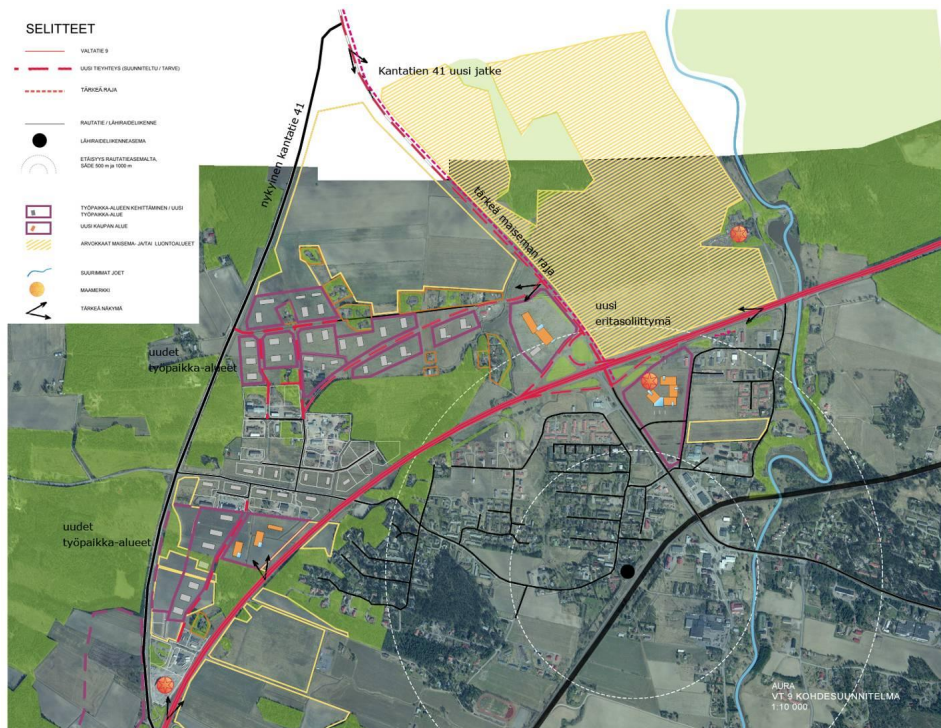 SELITTEET
VALTATIE 9
UUSI TIEYHTEYS (SUUNNITELTU / TARVE)
TÄRKEÄ RAJA
RAUTATIE / LÄHIRAIDELIIKENNE
LÄHIRAIDELIIKENNEASEMA
ETÄISYYS RAUTATIEASEMALTA,
SÄDE 500 m ja 1000 m
TYÖPAIKKA-ALUEEN KEHITTÄMINEN / UUSI
TYÖPAIKKA-ALUE
UUSI KAUPAN ALUE
ARVOKKAAT MAISEMA- JA/TAI LUONTOALUEET
SUURIMMAT JOET
MAAMERKKI
TÄRKEÄ NÄKYMÄ
Kantatien 41 uusi jatke
nykyinen kantatie 41
tärkeä maiseman raja
uusi
eritasoliittymä
uudet
työpaikka-alueet
uudet
työpaikka-alueet
AURA
VT 9 KOHDESUUNNITELMA
1:10 000